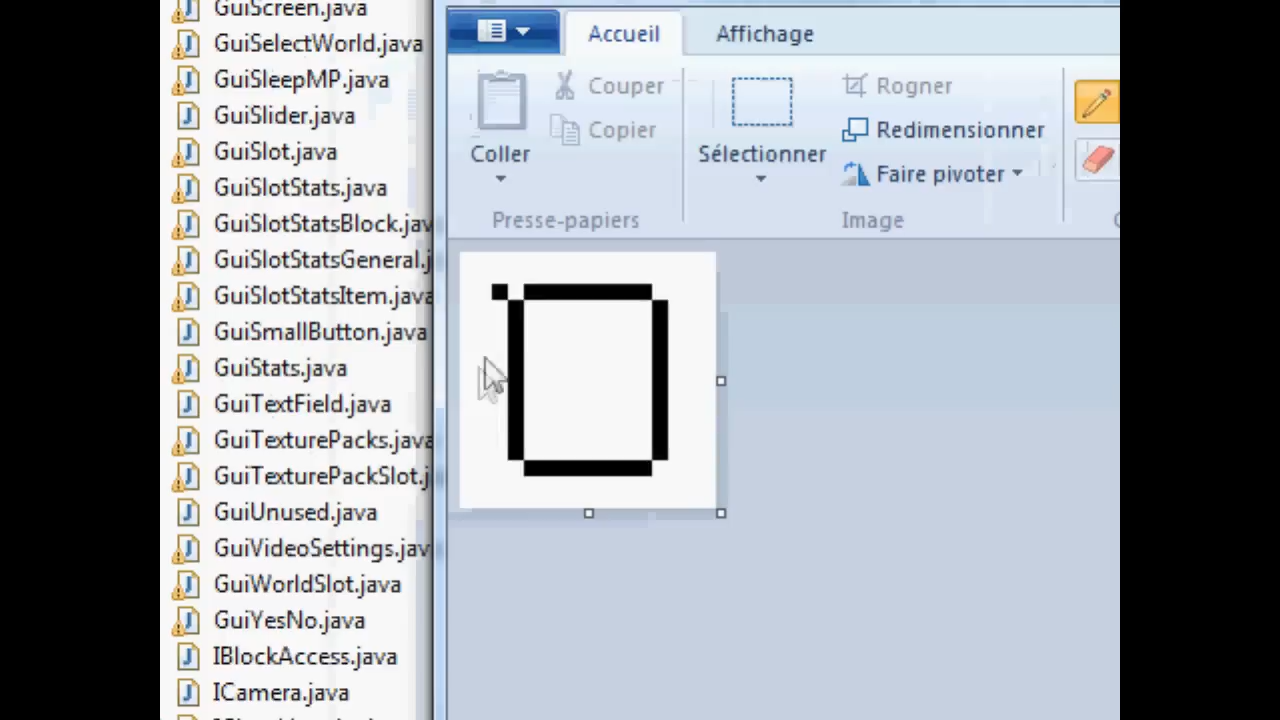 GuiScreen.java
GuiSelectWorld.java
GuiSleepMP.java
GuiSlider.java
GuiSlot.java
GuiSlotStats.java
GuiSlotStatsBlock.jav
GuiSlotStatsGeneral.j
GuiSlotStatsItem.java
GuiSmallButton.java
GuiStats.java
GuiTextField.java
GuiTexturePacks.java
GuiTexturePackSlot.j
GuiUnused.java
GuiVideoSettings.jav
GuiWorldSlot.java
GuiYesNo.java
IBlockAccess.java
ICamera.java
Accueil Affichage
Couper
Copier
Coller
Presse-papiers
Sélectionner
Rogner
Redimensionner
Faire pivoter
Image